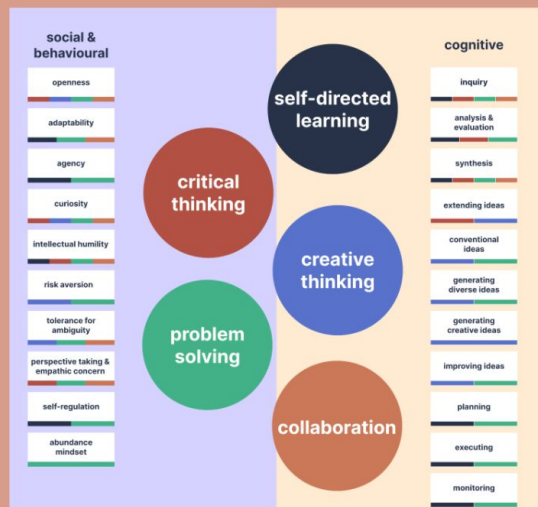 social &
behavioural
openness
adaptability
agency
curiosity
intellectual humility
risk aversion
tolerance for
ambiguity
perspective taking &
empathic concern
self-regulation
abundance
mindset
self-directed
learning
critical
thinking
creative
thinking
problem
solving
collaboration
cognitive
inquiry
analysis &
evaluation
synthesis
extending ideas
conventional
ideas
generating
diverse ideas
generating
creative ideas
improving ideas
planning
executing
monitoring